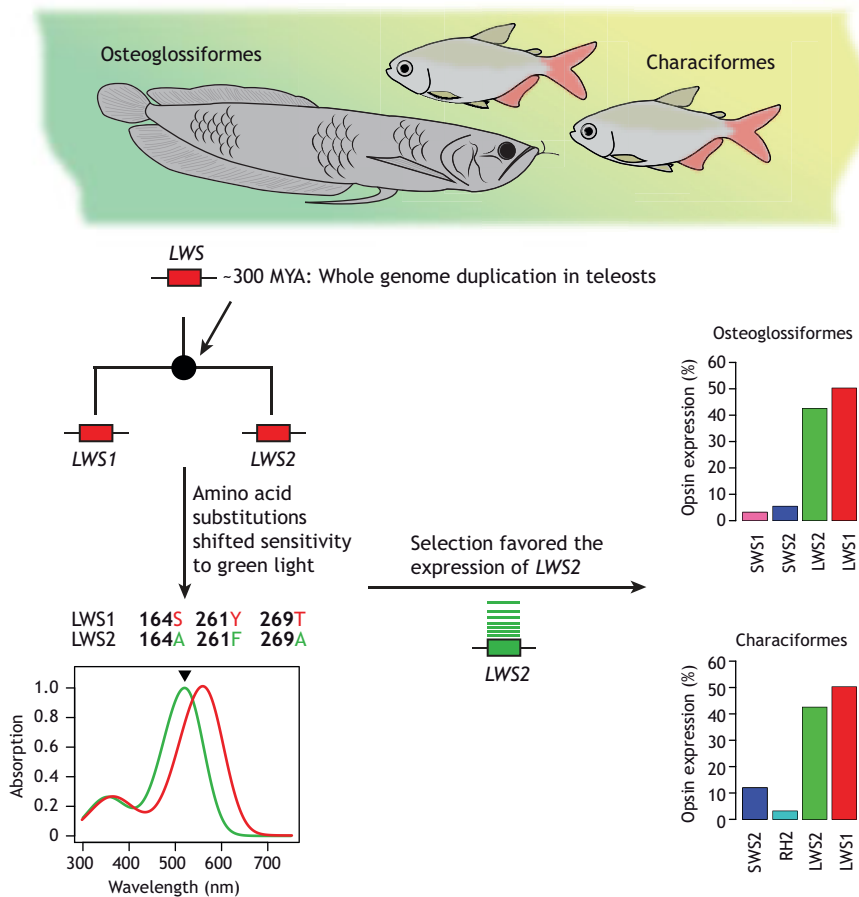 Osteoglossiformes
Characiformes
LWS
~300 MYA: Whole genome duplication in teleosts
LWS1
LWS2
Amino acid
substitutions
shifted sensitivity
to green light
Selection favored the
expression of LWS2
LWS2
LWS1 164S 261Y 269T
LWS2 164A 261F 269A
Absorption
1.0
0.8
0.6
0.4
0.2
0
300 400 500 600 700
Wavelength (nm)
Osteoglossiformes
Opsin expression (%)
60
50
40
30
20
10
0
SWS1
SWS2
LWS2
LWS1
Characiformes
Opsin expression (%)
60
50
40
30
20
10
0
SWS2
RH2
LWS2
LWS1